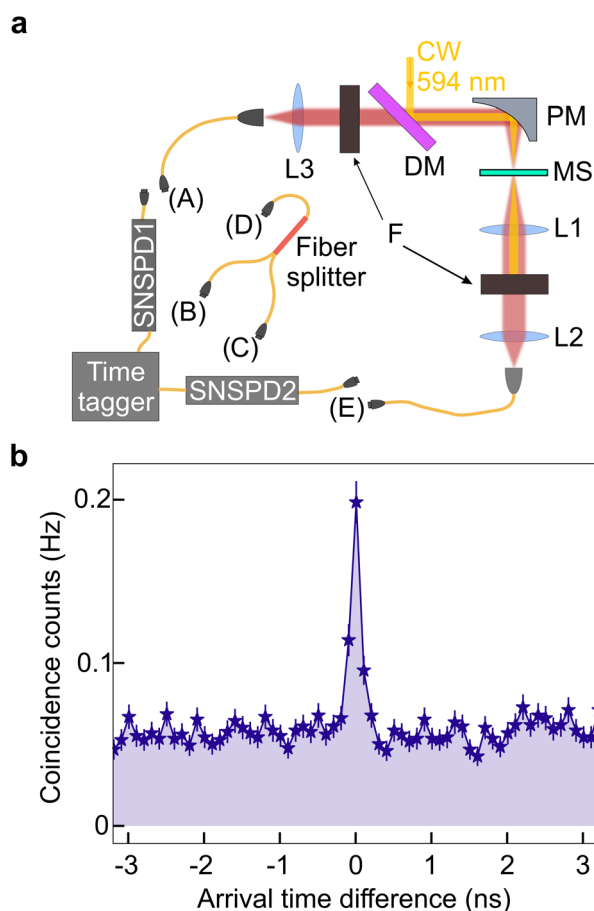 a
CW
594 nm
PM
L3
DM
MS
(A)
(D)
F
L1
Fiber
splitter
SNSPD1
(B)
(C)
L2
Time
tagger
SNSPD2
(E)
b
Coincidence counts (Hz)
0.2
0.1
0
-3 -2 -1 0 1 2 3
Arrival time difference (ns)